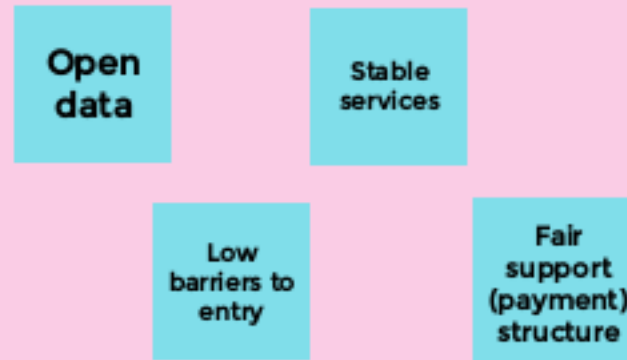 Open
data
Stable
services
Low
barriers to
entry
Fair
support
(payment)
structure